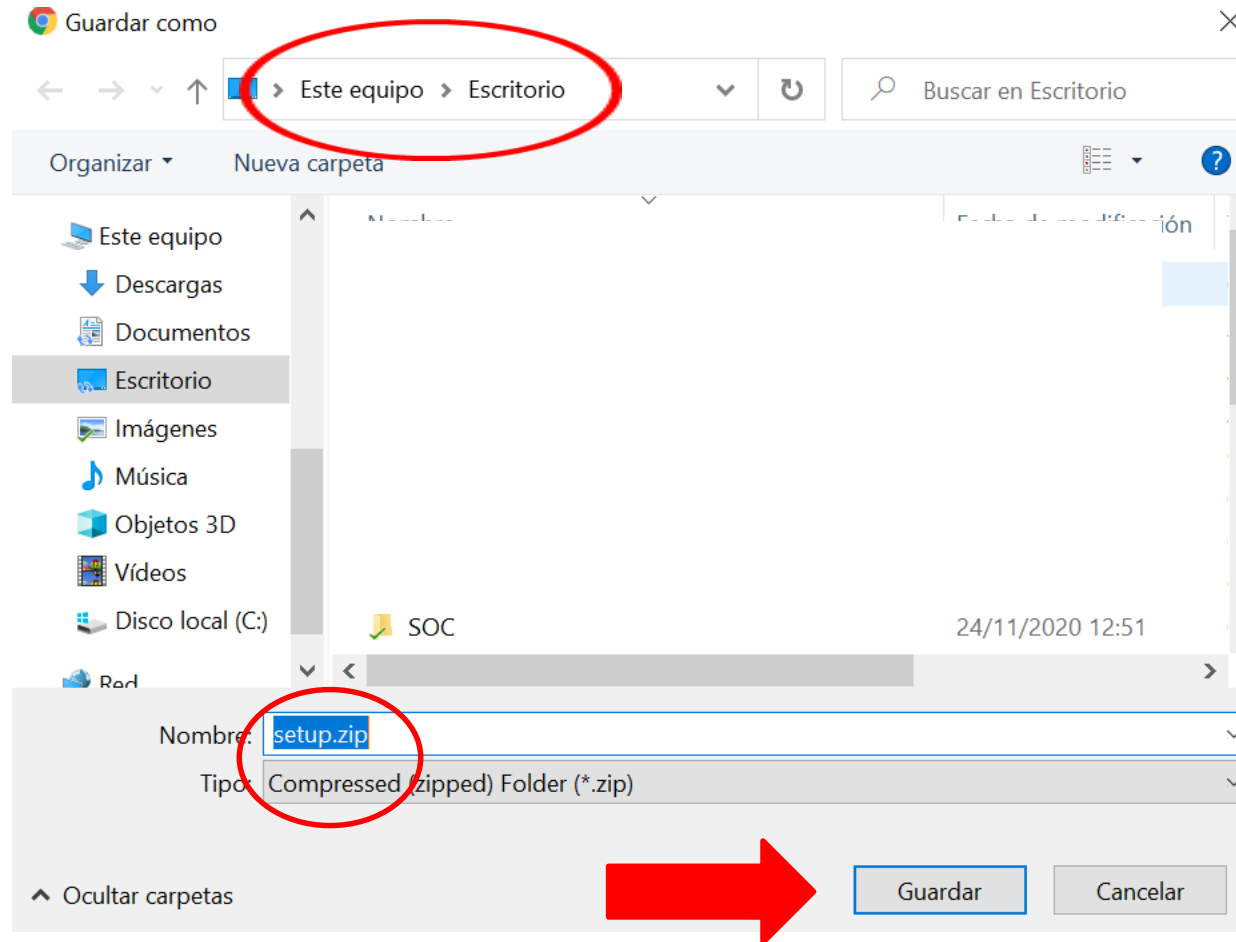 Guardar como
Este equipo > Escritorio
Buscar en Escritorio
Organizar
Nueva carpeta
?
Este equipo
Descargas
Documentos
Escritorio
Imágenes
Música
Objetos 3D
Vídeos
Disco local (C:)
SOC 24/11/2020 12:51
Red
Nombre: setup.zip
Tipo: Compressed (zipped) Folder (*.zip)
Ocultar carpetas
Guardar
Cancelar